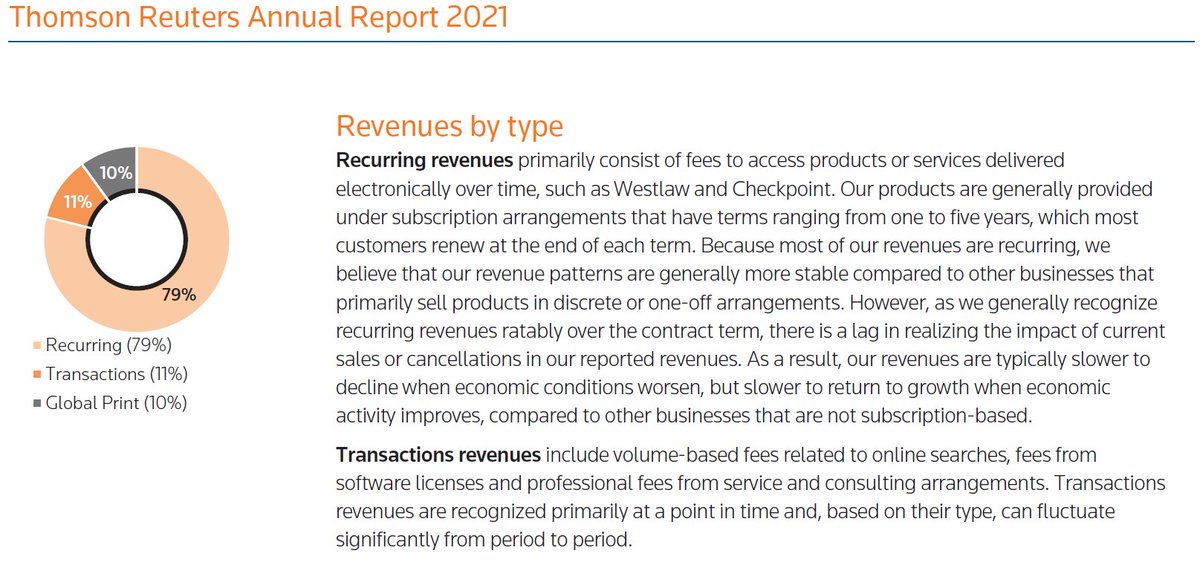 Thomson Reuters Annual Report 2021
10%
11%
79%
Recurring (79%)
Transactions (11%)
Global Print (10%)
Revenues by type
Recurring revenues primarily consist of fees to access products or services delivered
electronically over time, such as Westlaw and Checkpoint. Our products are generally provided
under subscription arrangements that have terms ranging from one to five years, which most
customers renew at the end of each term. Because most of our revenues are recurring, we
believe that our revenue patterns are generally more stable compared to other businesses that
primarily sell products in discrete or one-off arrangements. However, as we generally recognize
recurring revenues ratably over the contract term, there is a lag in realizing the impact of current
sales or cancellations in our reported revenues. As a result, our revenues are typically slower to
decline when economic conditions worsen, but slower to return to growth when economic
activity improves, compared to other businesses that are not subscription-based.
Transactions revenues include volume-based fees related to online searches, fees from
software licenses and professional fees from service and consulting arrangements. Transactions
revenues are recognized primarily at a point in time and, based on their type, can fluctuate
significantly from period to period.